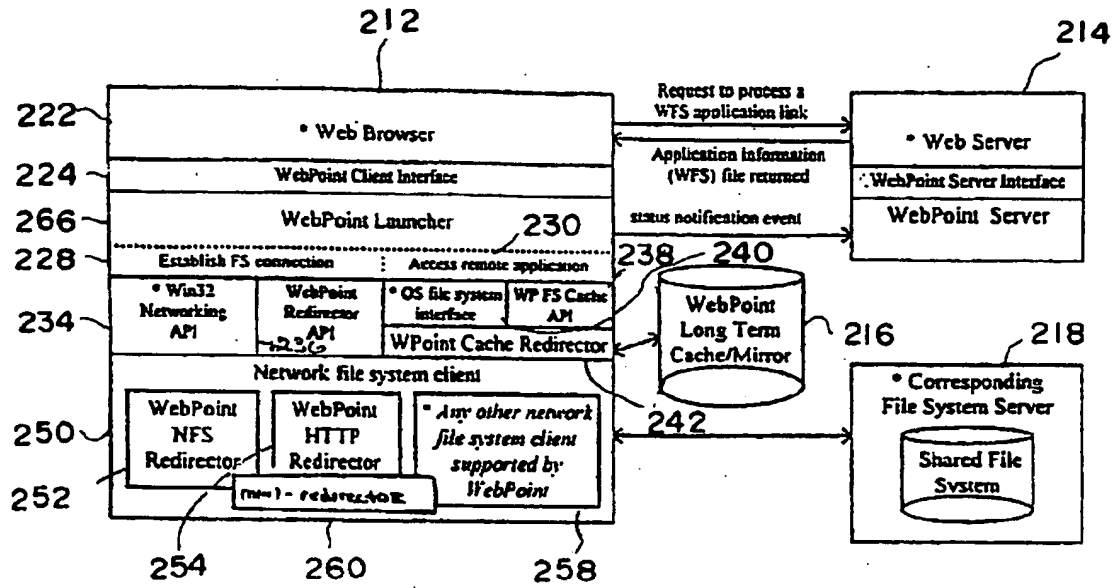 212
214
222
* Web Browser
Request to process a
WFS application link
* Web Server
224
WebPoint Client Interface
Application information
(WFS) file returned
WebPoint Server Interface
266
WebPoint Launcher
230
status notification event
WebPoint Server
228
Establish FS connection
Access remote application
238
240
234
* Win32
Networking
API
WebPoint
Redirector
API
236
* OS file system
interface
WP FS Cache
API
WPoint Cache Redirector
WebPoint
Long Term
Cache/Mirror
216
218
Network file system client
242
* Corresponding
File System Server
Shared File
System
250
WebPoint
NFS
Redirector
WebPoint
HTTP
Redirector
* Any other network
file system client
supported by
WebPoint
252
mini-redirector
254
260
258